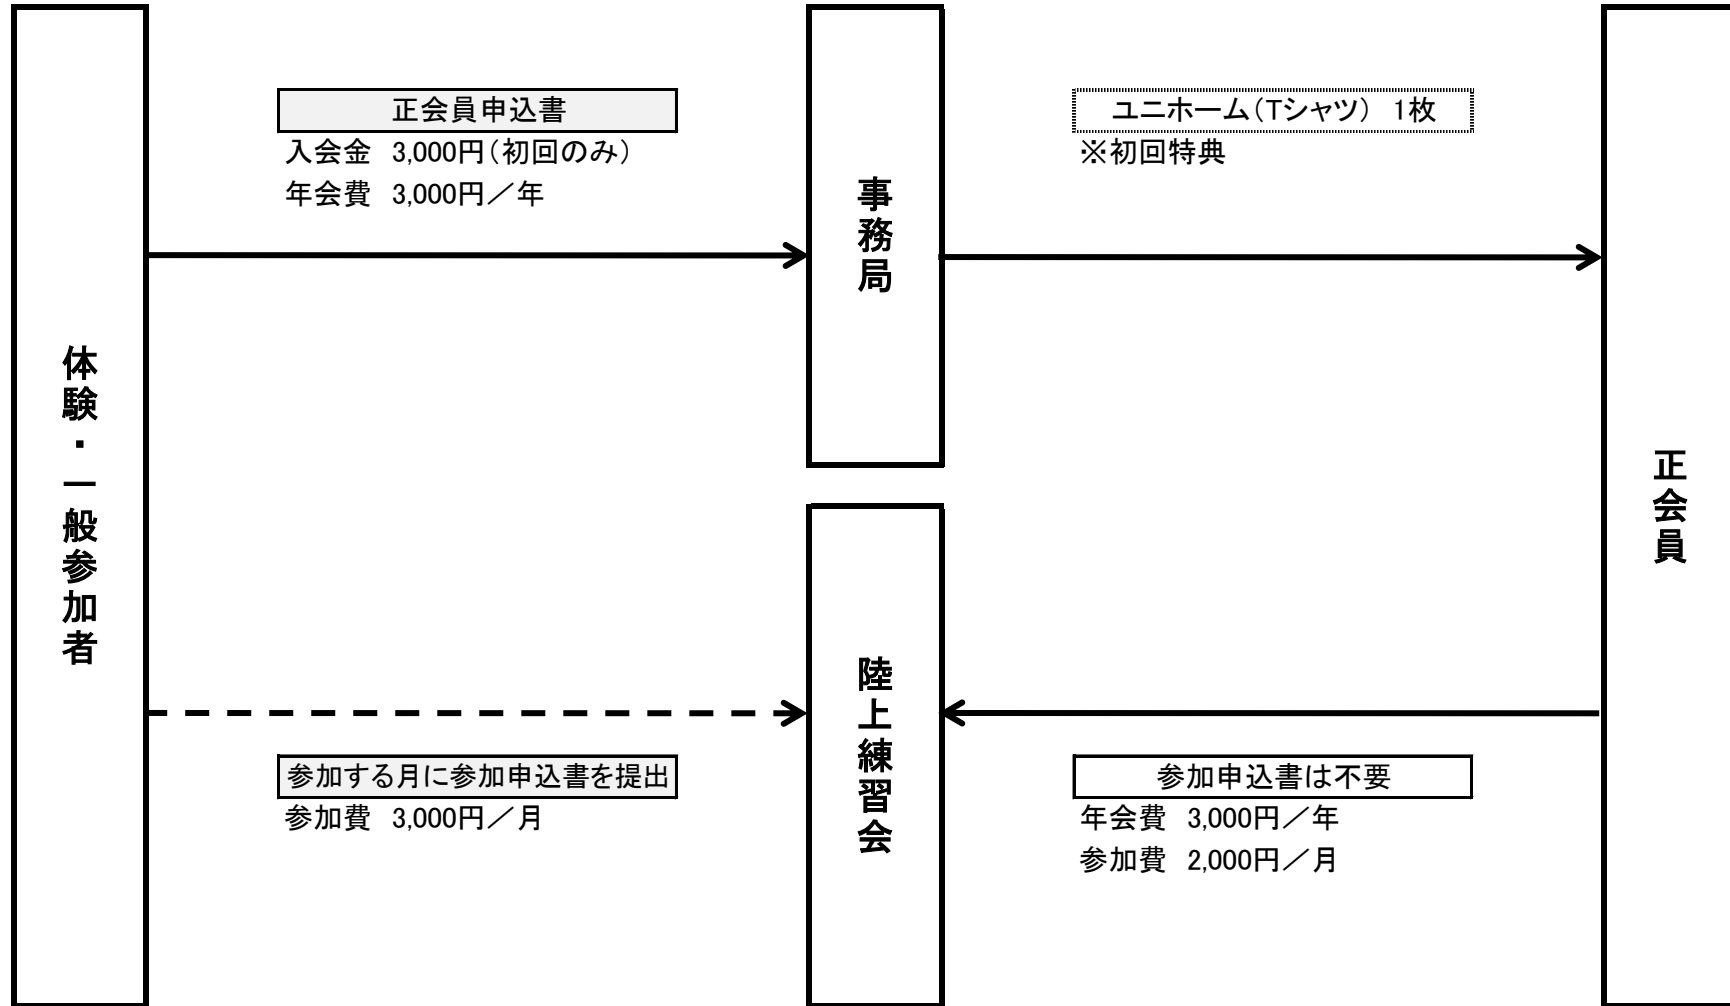 体験・一般参加者
正会員申込書
入会金　3,000円（初回のみ）
年会費　3,000円／年
事務局
ユニホーム（Tシャツ）　1枚
※初回特典
正会員
参加する月に参加申込書を提出
参加費　3,000円／月
陸上練習会
参加申込書は不要
年会費　3,000円／年
参加費　2,000円／月